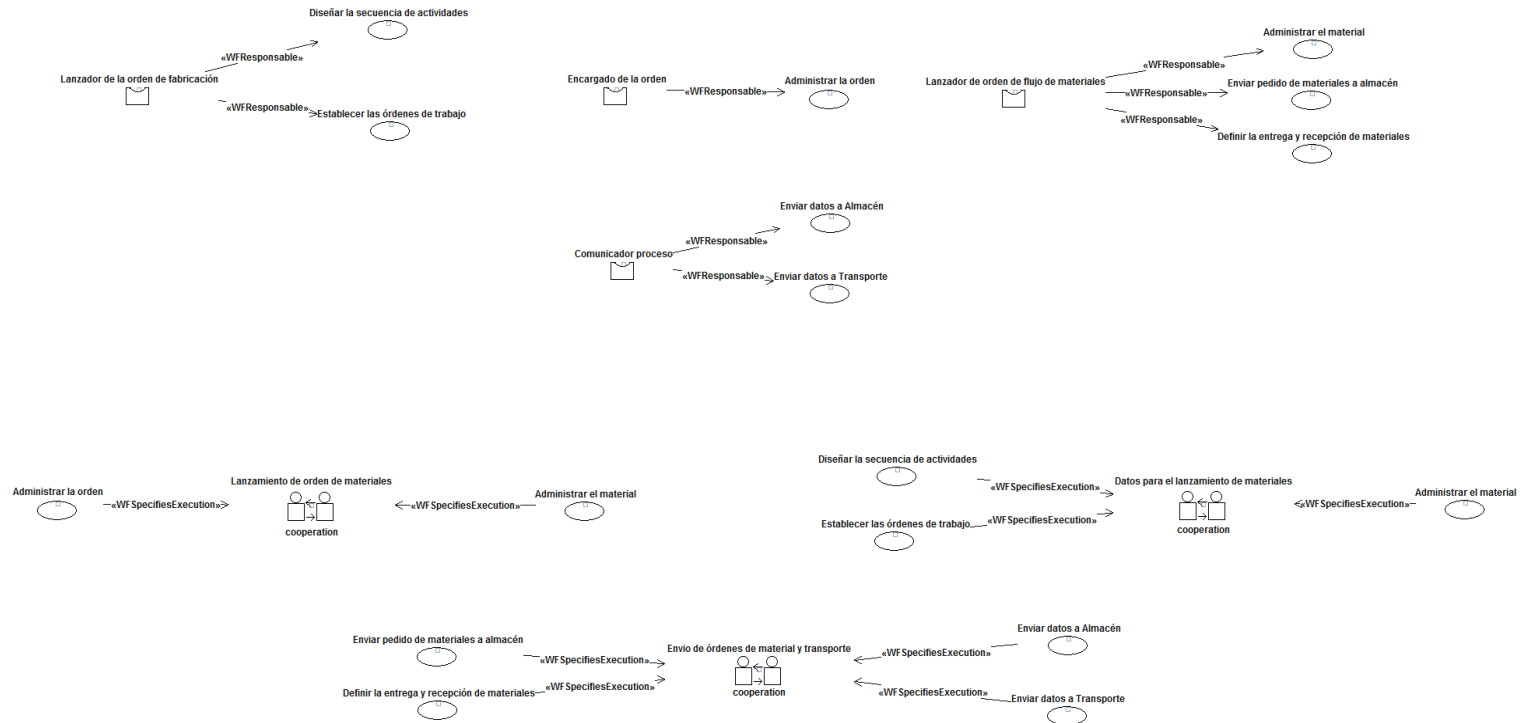 Diseñar la secuencia de actividades
«WFResponsable»
Lanzador de la orden de fabricación
«WFResponsable»
Establecer las órdenes de trabajo
Encargado de la orden
«WFResponsable»
Administrar la orden
Administrar el material
«WFResponsable»
Lanzador de orden de flujo de materiales
«WFResponsable»
Enviar pedido de materiales a almacén
«WFResponsable»
Definir la entrega y recepción de materiales
Enviar datos a Almacén
«WFResponsable»
Comunicador proceso
«WFResponsable»
Enviar datos a Transporte
Administrar la orden
«WFSpecifiesExecution»
Lanzamiento de orden de materiales
cooperation
«WFSpecifiesExecution»
Administrar el material
Diseñar la secuencia de actividades
«WFSpecifiesExecution»
Establecer las órdenes de trabajo
«WFSpecifiesExecution»
Datos para el lanzamiento de materiales
cooperation
«WFSpecifiesExecution»
Administrar el material
Enviar pedido de materiales a almacén
«WFSpecifiesExecution»
Definir la entrega y recepción de materiales
«WFSpecifiesExecution»
Envio de órdenes de material y transporte
cooperation
Enviar datos a Almacén
«WFSpecifiesExecution»
«WFSpecifiesExecution»
Enviar datos a Transporte